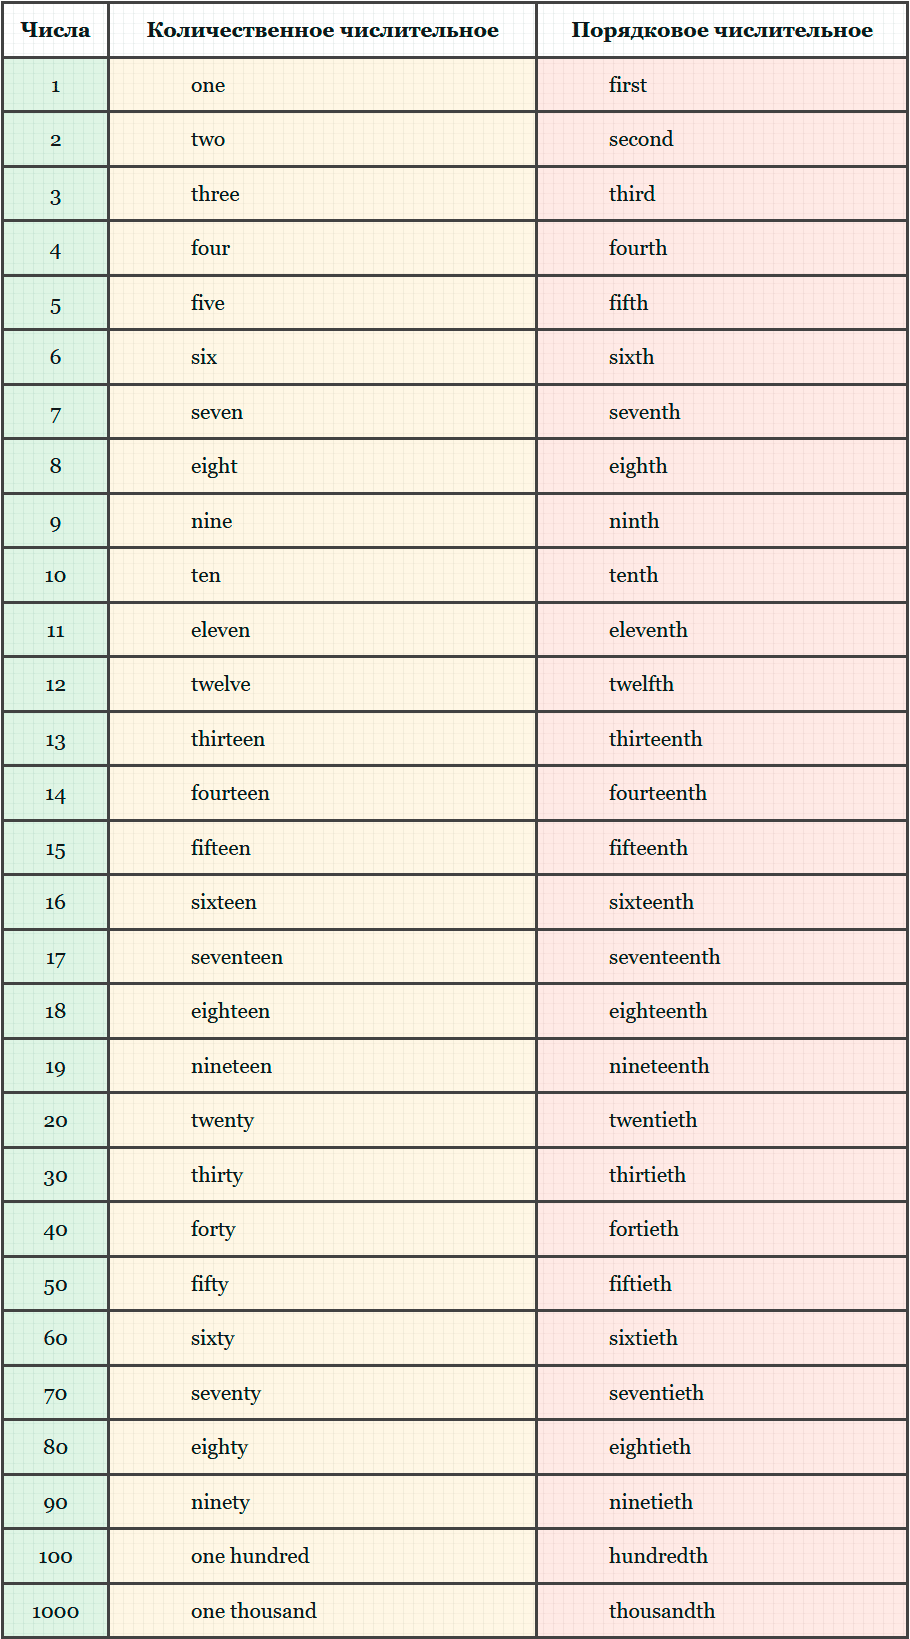 Числа Количественное числительное Порядковое числительное
1 one first
2 two second
3 three third
4 four fourth
5 five fifth
6 six sixth
7 seven seventh
8 eight eighth
9 nine ninth
10 ten tenth
11 eleven eleventh
12 twelve twelfth
13 thirteen thirteenth
14 fourteen fourteenth
15 fifteen fifteenth
16 sixteen sixteenth
17 seventeen seventeenth
18 eighteen eighteenth
19 nineteen nineteenth
20 twenty twentieth
30 thirty thirtieth
40 forty fortieth
50 fifty fiftieth
60 sixty sixtieth
70 seventy seventieth
80 eighty eightieth
90 ninety ninetieth
100 one hundred hundredth
1000 one thousand thousandth